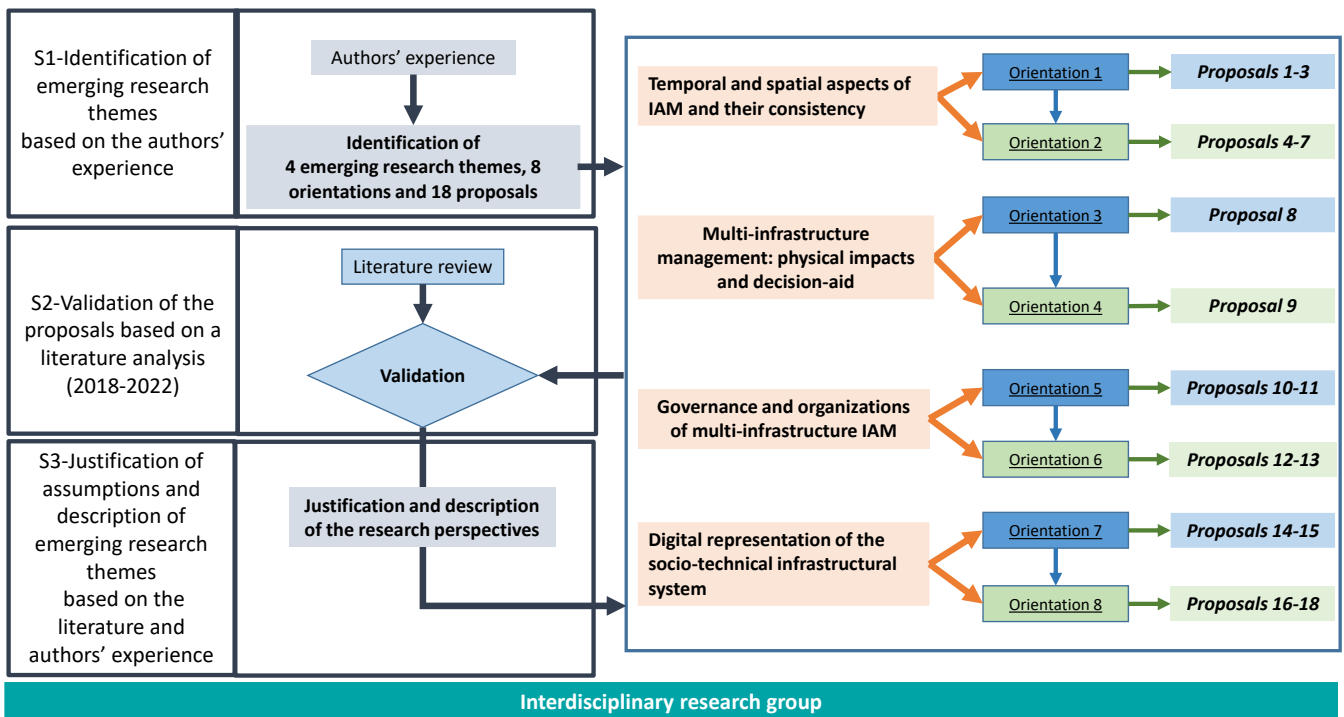 S1-Identification of
emerging research
themes
based on the authors'
experience
Authors' experience
Identification of
4 emerging research themes, 8
orientations and 18 proposals
S2-Validation of the
proposals based on a
literature analysis
(2018-2022)
Literature review
Validation
S3-Justification of
assumptions and
description of
emerging research
themes
based on the
literature and
authors' experience
Justification and description
of the research perspectives
Temporal and spatial aspects of
IAM and their consistency
Orientation 1
Proposals 1-3
Orientation 2
Proposals 4-7
Multi-infrastructure
management: physical impacts
and decision-aid
Orientation 3
Proposal 8
Orientation 4
Proposal 9
Governance and organizations
of multi-infrastructure IAM
Orientation 5
Proposals 10-11
Orientation 6
Proposals 12-13
Digital representation of the
socio-technical infrastructural
system
Orientation 7
Proposals 14-15
Orientation 8
Proposals 16-18
Interdisciplinary research group